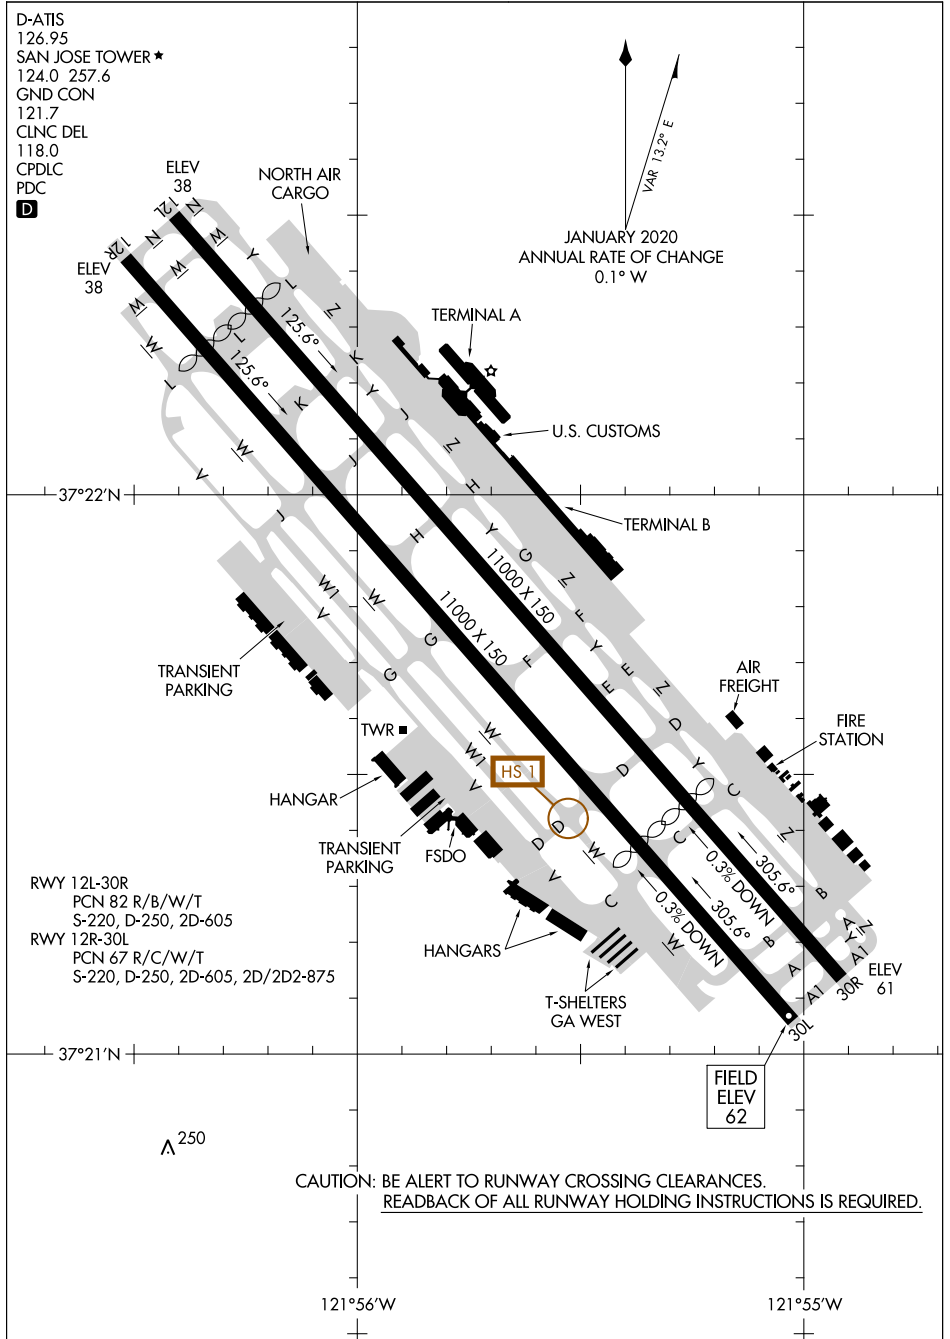 D-ATIS
126.95
SAN JOSE TOWER ★
124.0 257.6
GND CON
121.7
CLNC DEL
118.0
CPDLC
PDC
D
VAR 13.2° E
JANUARY 2020
ANNUAL RATE OF CHANGE
0.1° W
ELEV
38
12L
N
NORTH AIR
CARGO
12R
N
W
Y
ELEV
38
W
W
W
L
Z
L
L
125.6°
125.6°
K
K
Y
J
Z
TERMINAL A
U.S. CUSTOMS
TERMINAL B
J
W
V
J
37°22'N
H
H
Y
G
Z
F
11000 X 150
11000 X 150
W1
V
W
G
G
F
Y
E
E
Z
D
TRANSIENT
PARKING
AIR
FREIGHT
FIRE
STATION
TWR
W
W1
V
HS 1
D
Y
C
Z
HANGAR
TRANSIENT
PARKING
FSDO
D
D
W
V
C
C
0.3% DOWN
0.3% DOWN
305.6°
305.6°
B
B
W
A
A
Z
Y
A1
A1
30R
30L
ELEV
61
RWY 12L-30R
PCN 82 R/B/W/T
S-220, D-250, 2D-605
RWY 12R-30L
PCN 67 R/C/W/T
S-220, D-250, 2D-605, 2D/2D2-875
HANGARS
T-SHELTERS
GA WEST
37°21'N
FIELD
ELEV
62
250
CAUTION: BE ALERT TO RUNWAY CROSSING CLEARANCES.
READBACK OF ALL RUNWAY HOLDING INSTRUCTIONS IS REQUIRED.
121°56'W
121°55'W